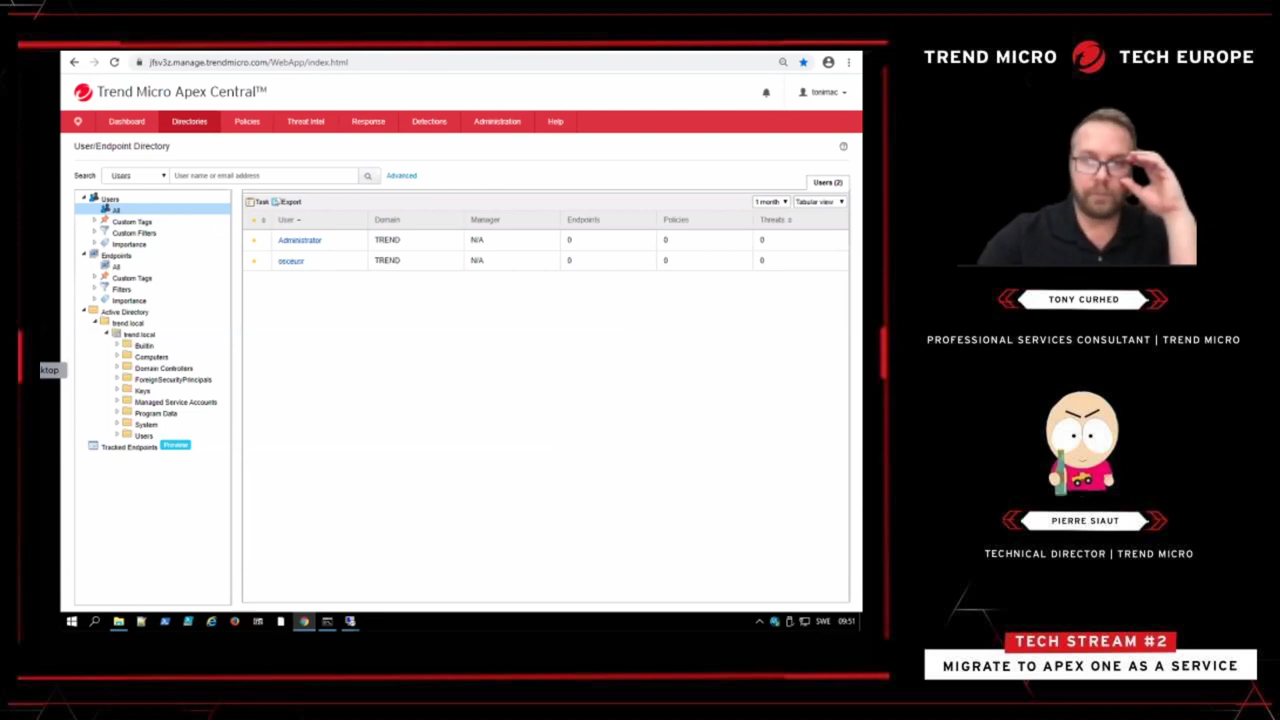 jfsv3z.manage.trendmicro.com/WebApp/index.html
Trend Micro Apex Central™
tonimac
Dashboard Directories Policies Threat Intel Response Detections Administration Help
User/Endpoint Directory
Search Users User name or email address Advanced
Users (2)
Users
All
Custom Tags
Custom Filters
Importance
Endpoints
All
Custom Tags
Filters
Importance
Active Directory
trend.local
trend.local
Builtin
Computers
Domain Controllers
ForeignSecurityPrincipals
Keys
Managed Service Accounts
Program Data
System
Users
Tracked Endpoints Preview
Task Export 1 month Tabular view
User Domain Manager Endpoints Policies Threats
Administrator TREND N/A 0 0 0
osceusr TREND N/A 0 0 0
ktop
SWE 09:51
TREND MICRO TECH EUROPE
TONY CURHED
PROFESSIONAL SERVICES CONSULTANT | TREND MICRO
PIERRE SIAUT
TECHNICAL DIRECTOR | TREND MICRO
TECH STREAM #2
MIGRATE TO APEX ONE AS A SERVICE